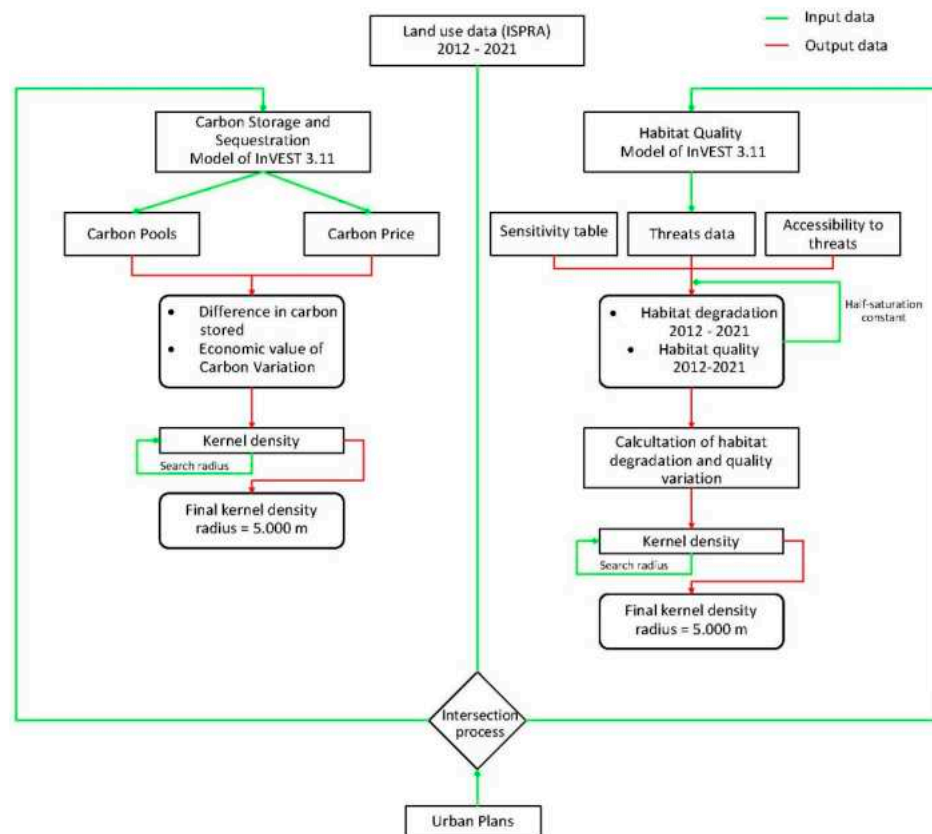 Land use data (ISPRA)
2012 - 2021
Input data
Output data
Carbon Storage and
Sequestration
Model of InVEST 3.11
Habitat Quality
Model of InVEST 3.11
Carbon Pools
Carbon Price
Sensitivity table
Threats data
Accessibility to
threats
• Difference in carbon
stored
• Economic value of
Carbon Variation
• Habitat degradation
2012 - 2021
• Habitat quality
2012-2021
Half-saturation
constant
Kernel density
Search radius
Final kernel density
radius = 5.000 m
Calcultation of habitat
degradation and quality
variation
Kernel density
Search radius
Final kernel density
radius = 5.000 m
Intersection
process
Urban Plans